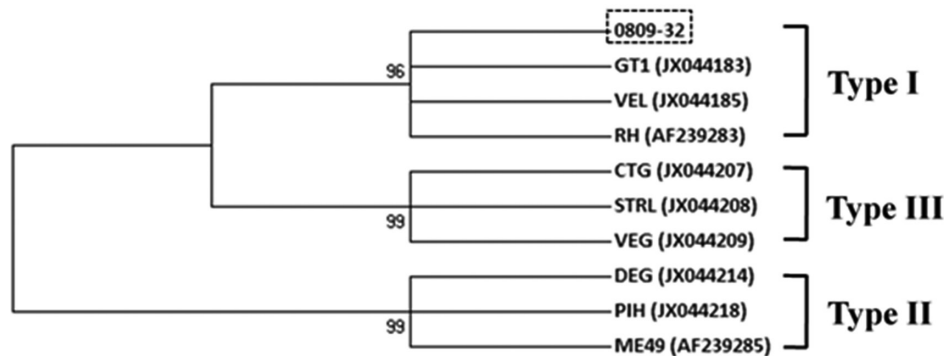 0809-32
96
GT1 (JX044183)
Type I
VEL (JX044185)
RH (AF239283)
CTG (JX044207)
STRL (JX044208)
Type III
99
VEG (JX044209)
DEG (JX044214)
PIH (JX044218)
Type II
99
ME49 (AF239285)